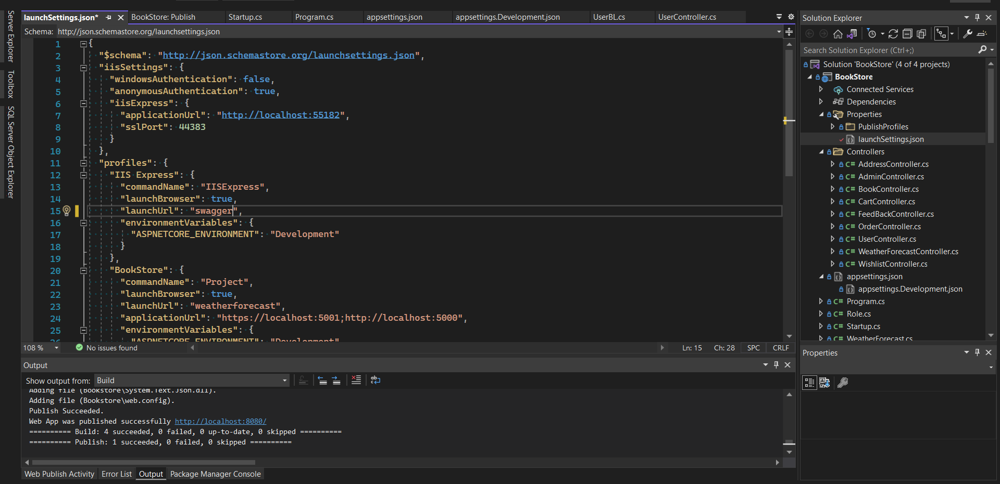 Server Explorer
Toolbox
SQL Server Object Explorer
launchSettings.json*
BookStore: Publish
Startup.cs
Program.cs
appsettings.json
appsettings.Development.json
UserBL.cs
UserController.cs
Schema: http://json.schemastore.org/launchsettings.json
1 {
2 "$schema": "http://json.schemastore.org/launchsettings.json",
3 "iisSettings": {
4 "windowsAuthentication": false,
5 "anonymousAuthentication": true,
6 "iisExpress": {
7 "applicationUrl": "http://localhost:55182",
8 "sslPort": 44383
9 }
10 },
11 "profiles": {
12 "IIS Express": {
13 "commandName": "IISExpress",
14 "launchBrowser": true,
15 "launchUrl": "swagger",
16 "environmentVariables": {
17 "ASPNETCORE_ENVIRONMENT": "Development"
18 }
19 },
20 "BookStore": {
21 "commandName": "Project",
22 "launchBrowser": true,
23 "launchUrl": "weatherforecast",
24 "applicationUrl": "https://localhost:5001;http://localhost:5000",
25 "environmentVariables": {
26 "ASPNETCORE_ENVIRONMENT": "Development"
108 %
No issues found
Ln: 15
Ch: 28
SPC
CRLF
Output
Show output from: Build
Adding file (Bookstore\System.Text.Json.dll).
Adding file (Bookstore\web.config).
Publish Succeeded.
Web App was published successfully http://localhost:8080/
========== Build: 4 succeeded, 0 failed, 0 up-to-date, 0 skipped ==========
========== Publish: 1 succeeded, 0 failed, 0 skipped ==========
Web Publish Activity
Error List
Output
Package Manager Console
Solution Explorer
Search Solution Explorer (Ctrl+;)
Solution 'BookStore' (4 of 4 projects)
BookStore
Connected Services
Dependencies
Properties
PublishProfiles
launchSettings.json
Controllers
C# AddressController.cs
C# AdminController.cs
C# BookController.cs
C# CartController.cs
C# FeedBackController.cs
C# OrderController.cs
C# UserController.cs
C# WeatherForecastController.cs
C# WishlistController.cs
appsettings.json
appsettings.Development.json
C# Program.cs
C# Role.cs
C# Startup.cs
C# WeatherForecast.cs
Properties